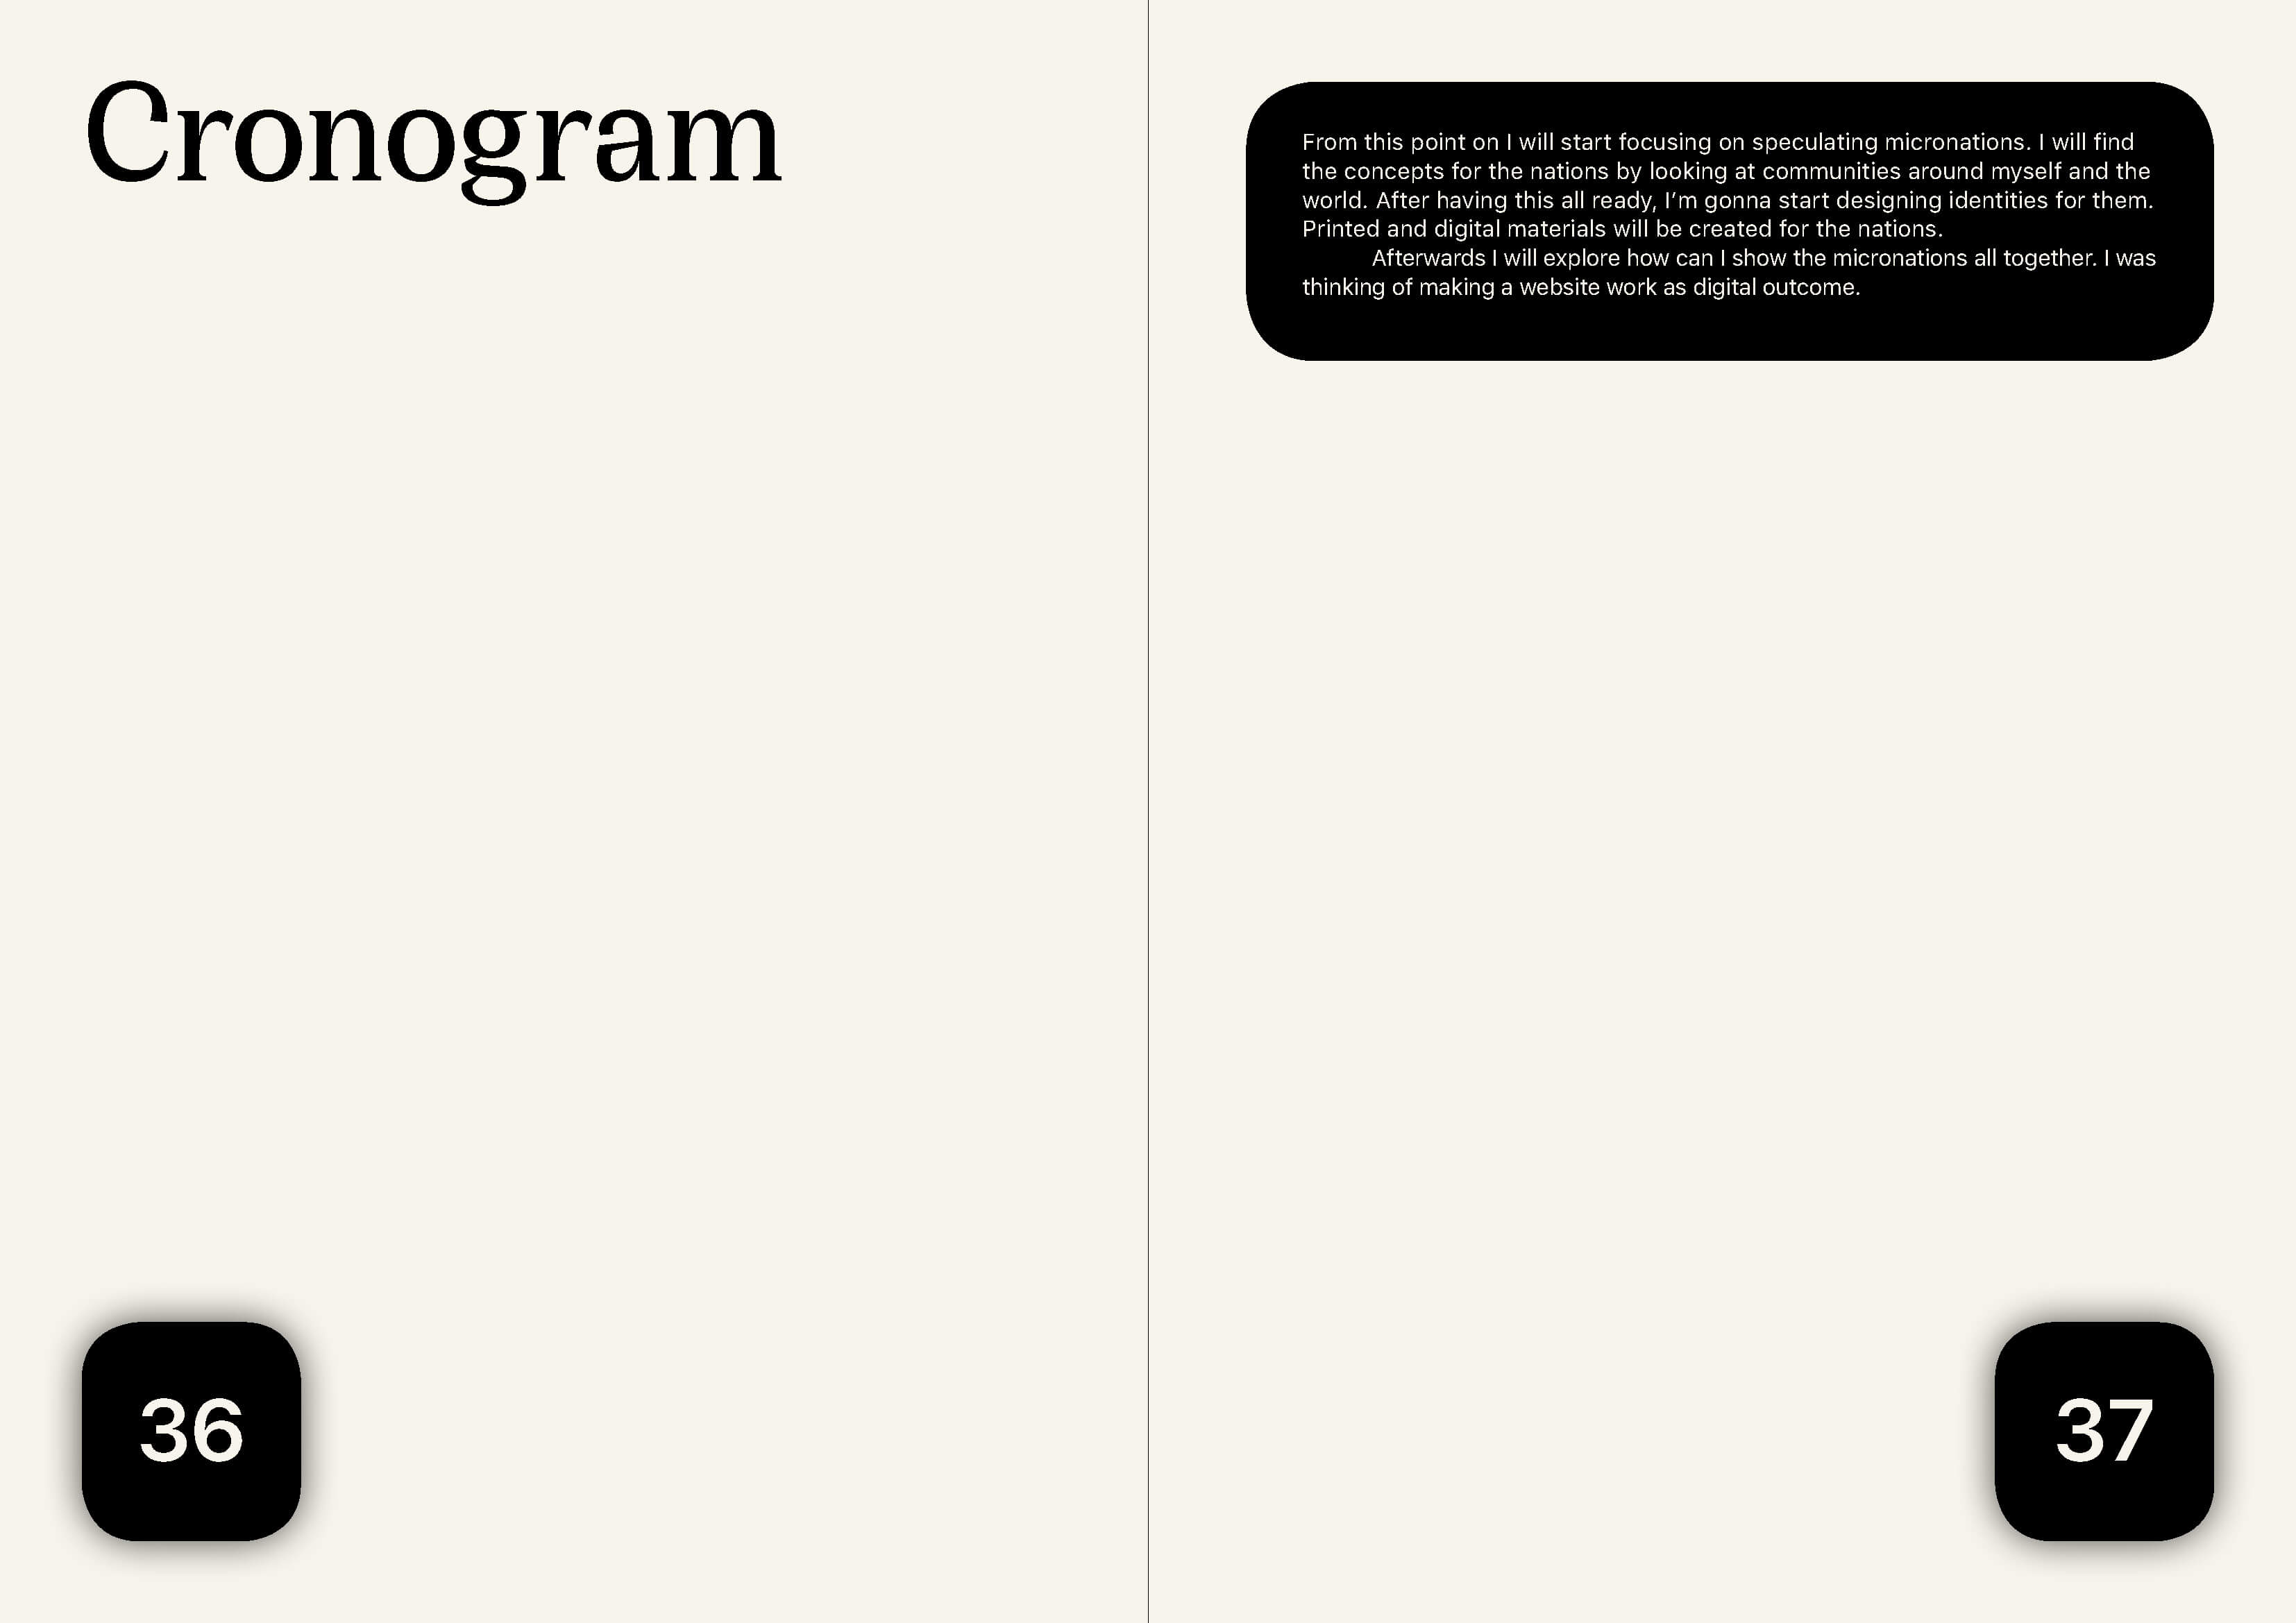 Cronogram
From this point on I will start focusing on speculating micronations. I will find
the concepts for the nations by looking at communities around myself and the
world. After having this all ready, I’m gonna start designing identities for them.
Printed and digital materials will be created for the nations.
Afterwards I will explore how can I show the micronations all together. I was
thinking of making a website work as digital outcome.
36
37